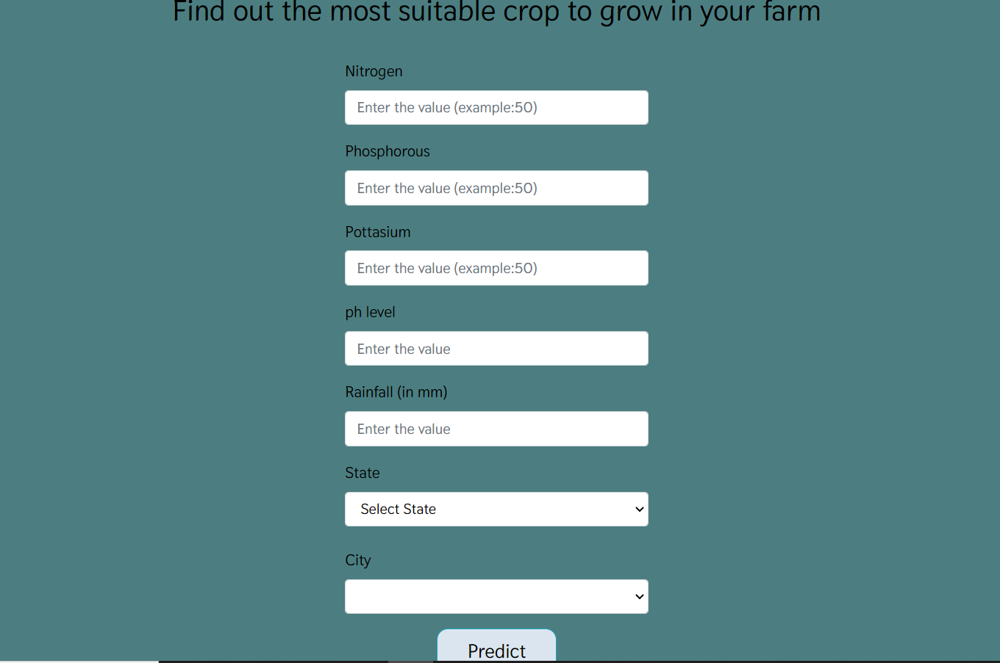 Find out the most suitable crop to grow in your farm
Nitrogen
Enter the value (example:50)
Phosphorous
Enter the value (example:50)
Pottasium
Enter the value (example:50)
ph level
Enter the value
Rainfall (in mm)
Enter the value
State
Select State
City
Predict